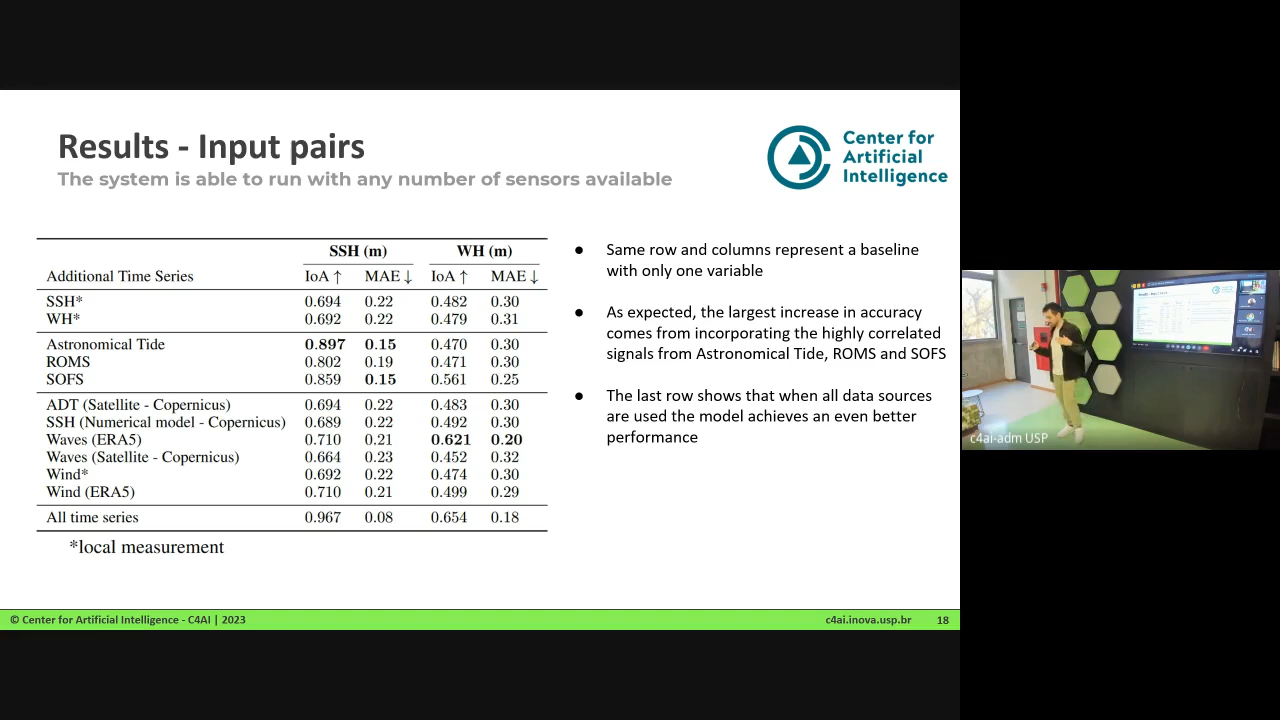 Results - Input pairs
The system is able to run with any number of sensors available
Center for
Artificial
Intelligence
SSH (m) WH (m)
Additional Time Series IoA ↑ MAE ↓ IoA ↑ MAE ↓
SSH* 0.694 0.22 0.482 0.30
WH* 0.692 0.22 0.479 0.31
Astronomical Tide 0.897 0.15 0.470 0.30
ROMS 0.802 0.19 0.471 0.30
SOFS 0.859 0.15 0.561 0.25
ADT (Satellite - Copernicus) 0.694 0.22 0.483 0.30
SSH (Numerical model - Copernicus) 0.689 0.22 0.492 0.30
Waves (ERA5) 0.710 0.21 0.621 0.20
Waves (Satellite - Copernicus) 0.664 0.23 0.452 0.32
Wind* 0.692 0.22 0.474 0.30
Wind (ERA5) 0.710 0.21 0.499 0.29
All time series 0.967 0.08 0.654 0.18
*local measurement
● Same row and columns represent a baseline
with only one variable
● As expected, the largest increase in accuracy
comes from incorporating the highly correlated
signals from Astronomical Tide, ROMS and SOFS
● The last row shows that when all data sources
are used the model achieves an even better
performance
© Center for Artificial Intelligence - C4AI | 2023
c4ai.inova.usp.br 18
c4ai-adm USP